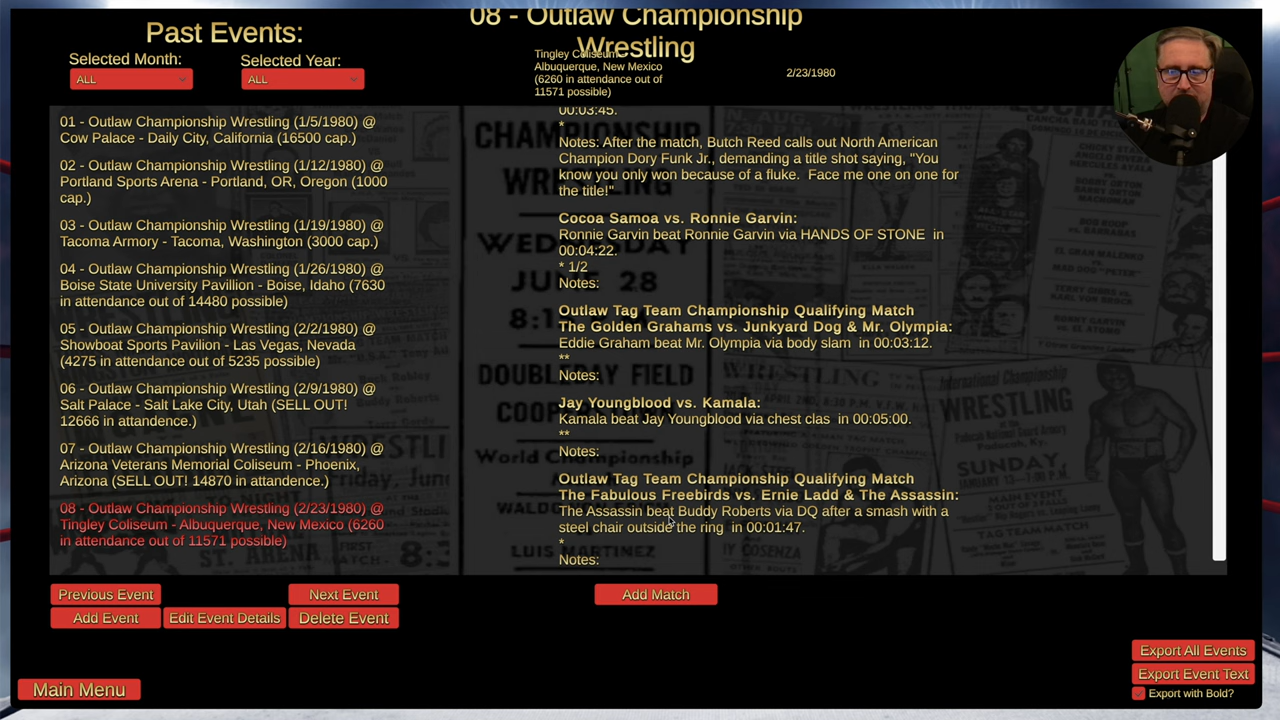 Past Events:
Selected Month:
Selected Year:
ALL
ALL
01 - Outlaw Championship Wrestling (1/5/1980) @
Cow Palace - Daily City, California (16500 cap.)
02 - Outlaw Championship Wrestling (1/12/1980) @
Portland Sports Arena - Portland, OR, Oregon (1000
cap.)
03 - Outlaw Championship Wrestling (1/19/1980) @
Tacoma Armory - Tacoma, Washington (3000 cap.)
04 - Outlaw Championship Wrestling (1/26/1980) @
Boise State University Pavillion - Boise, Idaho (7630
in attendance out of 14480 possible)
05 - Outlaw Championship Wrestling (2/2/1980) @
Showboat Sports Pavilion - Las Vegas, Nevada
(4275 in attendance out of 5235 possible)
06 - Outlaw Championship Wrestling (2/9/1980) @
Salt Palace - Salt Lake City, Utah (SELL OUT!
12666 in attendence.)
07 - Outlaw Championship Wrestling (2/16/1980) @
Arizona Veterans Memorial Coliseum - Phoenix,
Arizona (SELL OUT! 14870 in attendence.)
08 - Outlaw Championship Wrestling (2/23/1980) @
Tingley Coliseum - Albuquerque, New Mexico (6260
in attendance out of 11571 possible)
Previous Event
Next Event
Add Event
Edit Event Details
Delete Event
Main Menu
08 - Outlaw Championship
Wrestling
Tingley Coliseum -
Albuquerque, New Mexico
(6260 in attendance out of
11571 possible)
2/23/1980
00:03:45.
*
Notes: After the match, Butch Reed calls out North American
Champion Dory Funk Jr., demanding a title shot saying, "You
know you only won because of a fluke. Face me one on one for
the title!"
Cocoa Samoa vs. Ronnie Garvin:
Ronnie Garvin beat Ronnie Garvin via HANDS OF STONE in
00:04:22.
* 1/2
Notes:
Outlaw Tag Team Championship Qualifying Match
The Golden Grahams vs. Junkyard Dog & Mr. Olympia:
Eddie Graham beat Mr. Olympia via body slam in 00:03:12.
**
Notes:
Jay Youngblood vs. Kamala:
Kamala beat Jay Youngblood via chest clas in 00:05:00.
**
Notes:
Outlaw Tag Team Championship Qualifying Match
The Fabulous Freebirds vs. Ernie Ladd & The Assassin:
The Assassin beat Buddy Roberts via DQ after a smash with a
steel chair outside the ring in 00:01:47.
*
Notes:
Add Match
Export All Events
Export Event Text
Export with Bold?